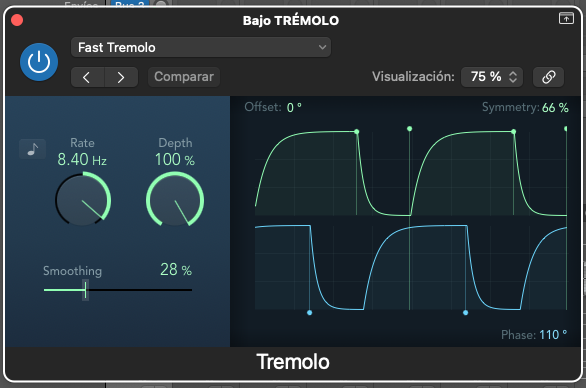 Envíos
Bus 3
Bajo TRÉMOLO
Fast Tremolo
Comparar
Visualización: 75 %
Offset: 0 °
Symmetry: 66 %
Rate
Depth
8.40 Hz
100 %
Smoothing
28 %
Phase: 110 °
Tremolo